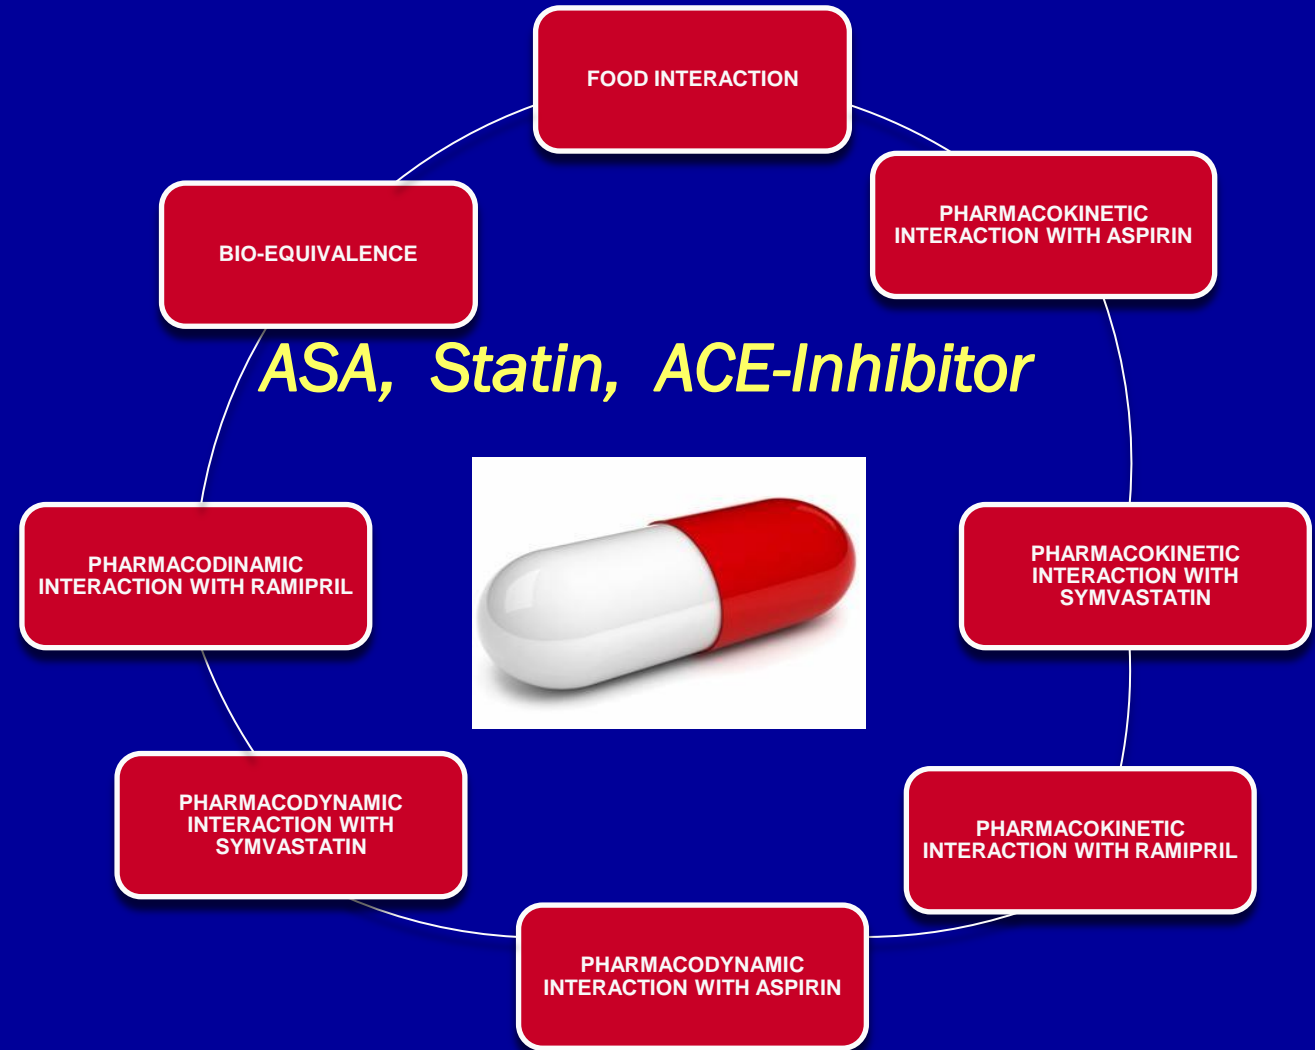 FOOD INTERACTION
PHARMACOKINETIC
INTERACTION WITH ASPIRIN
BIO-EQUIVALENCE
ASA, Statin, ACE-Inhibitor
PHARMACOKINETIC
INTERACTION WITH
SYMVASTATIN
PHARMACODINAMIC
INTERACTION WITH RAMIPRIL
PHARMACODYNAMIC
INTERACTION WITH
SYMVASTATIN
PHARMACOKINETIC
INTERACTION WITH RAMIPRIL
PHARMACODYNAMIC
INTERACTION WITH ASPIRIN